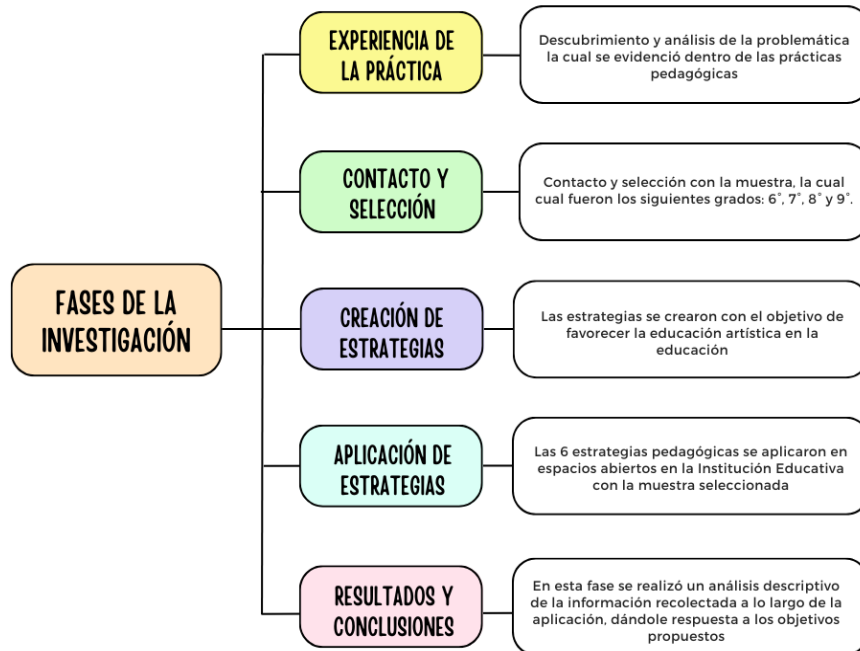 FASES DE LA
INVESTIGACIÓN
EXPERIENCIA DE
LA PRÁCTICA
Descubrimiento y análisis de la problemática
la cual se evidenció dentro de las prácticas
pedagógicas
CONTACTO Y
SELECCIÓN
Contacto y selección con la muestra, la cual
cual fueron los siguientes grados: 6°, 7°, 8° y 9°.
CREACIÓN DE
ESTRATEGIAS
Las estrategias se crearon con el objetivo de
favorecer la educación artística en la
educación
APLICACIÓN DE
ESTRATEGIAS
Las 6 estrategias pedagógicas se aplicaron en
espacios abiertos en la Institución Educativa
con la muestra seleccionada
RESULTADOS Y
CONCLUSIONES
En esta fase se realizó un análisis descriptivo
de la información recolectada a lo largo de la
aplicación, dándole respuesta a los objetivos
propuestos